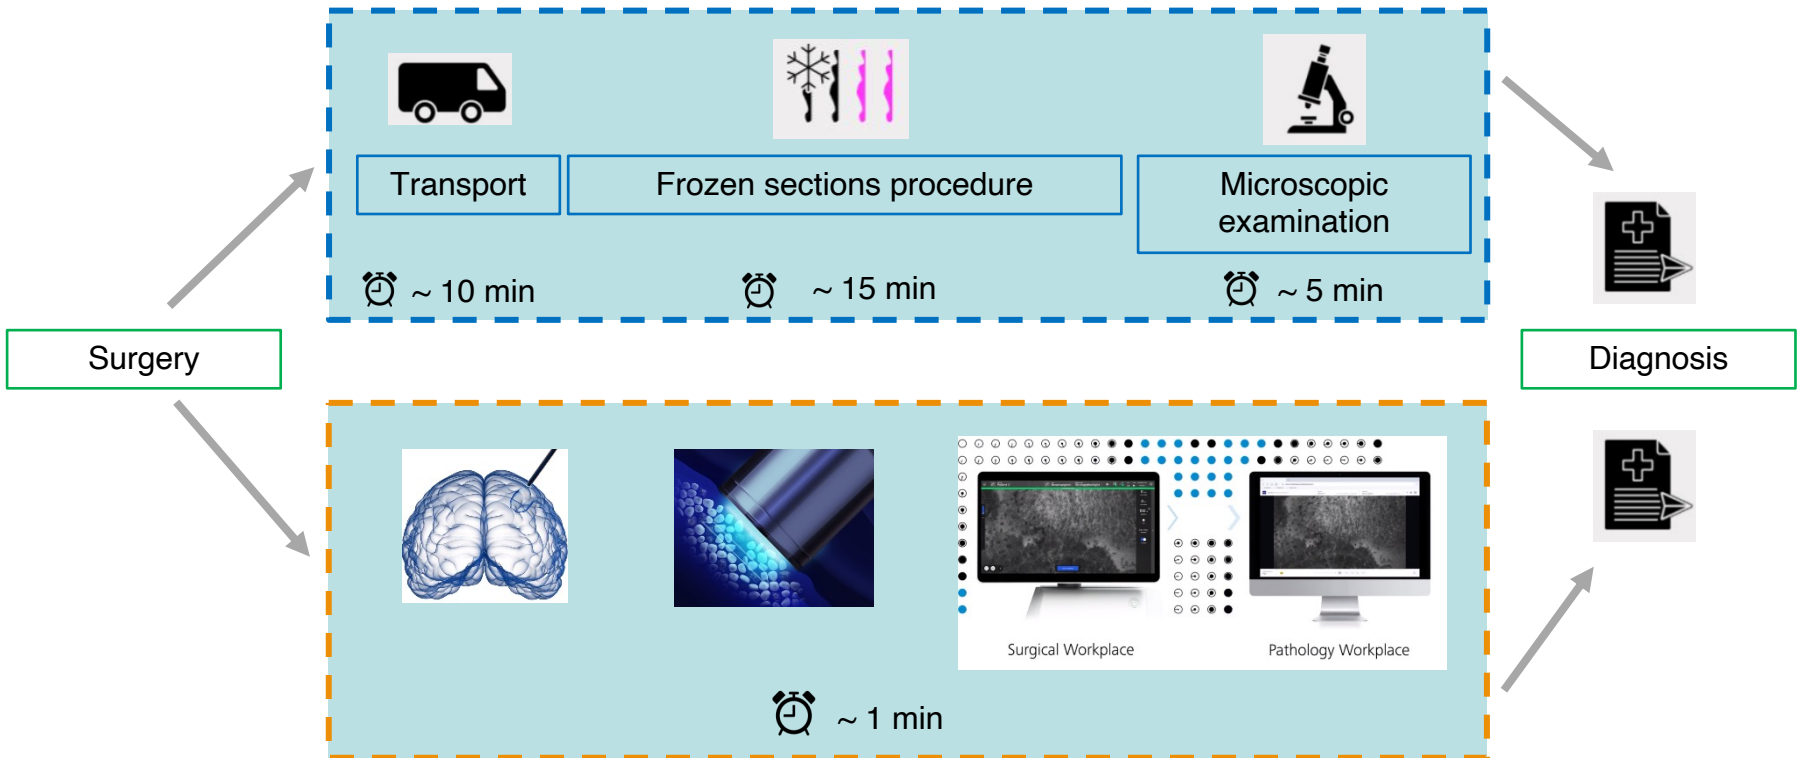 Transport
Frozen sections procedure
Microscopic
examination
~ 10 min
~ 15 min
~ 5 min
Surgery
Diagnosis
Surgical Workplace
Pathology Workplace
~ 1 min